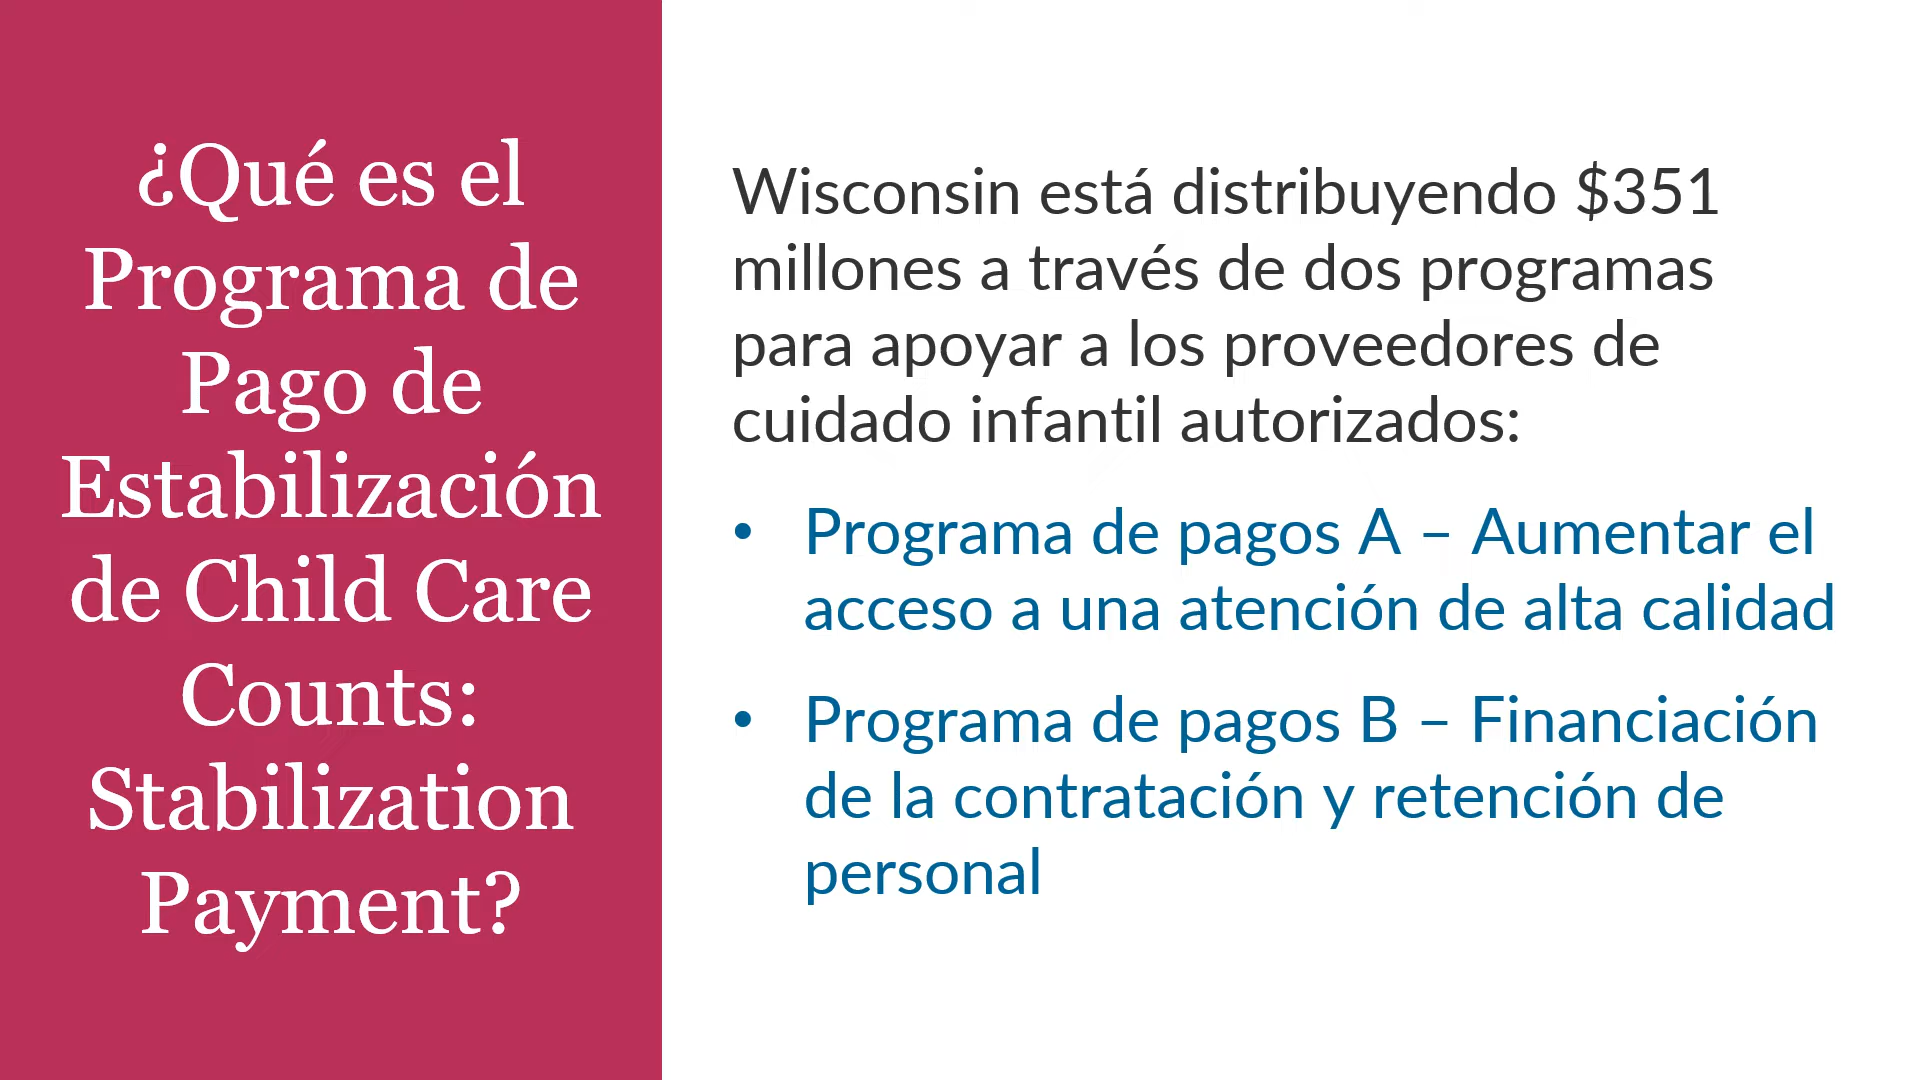 ¿Qué es el
Programa de
Pago de
Estabilización
de Child Care
Counts:
Stabilization
Payment?
Wisconsin está distribuyendo $351
millones a través de dos programas
para apoyar a los proveedores de
cuidado infantil autorizados:
• Programa de pagos A – Aumentar el
acceso a una atención de alta calidad
• Programa de pagos B – Financiación
de la contratación y retención de
personal